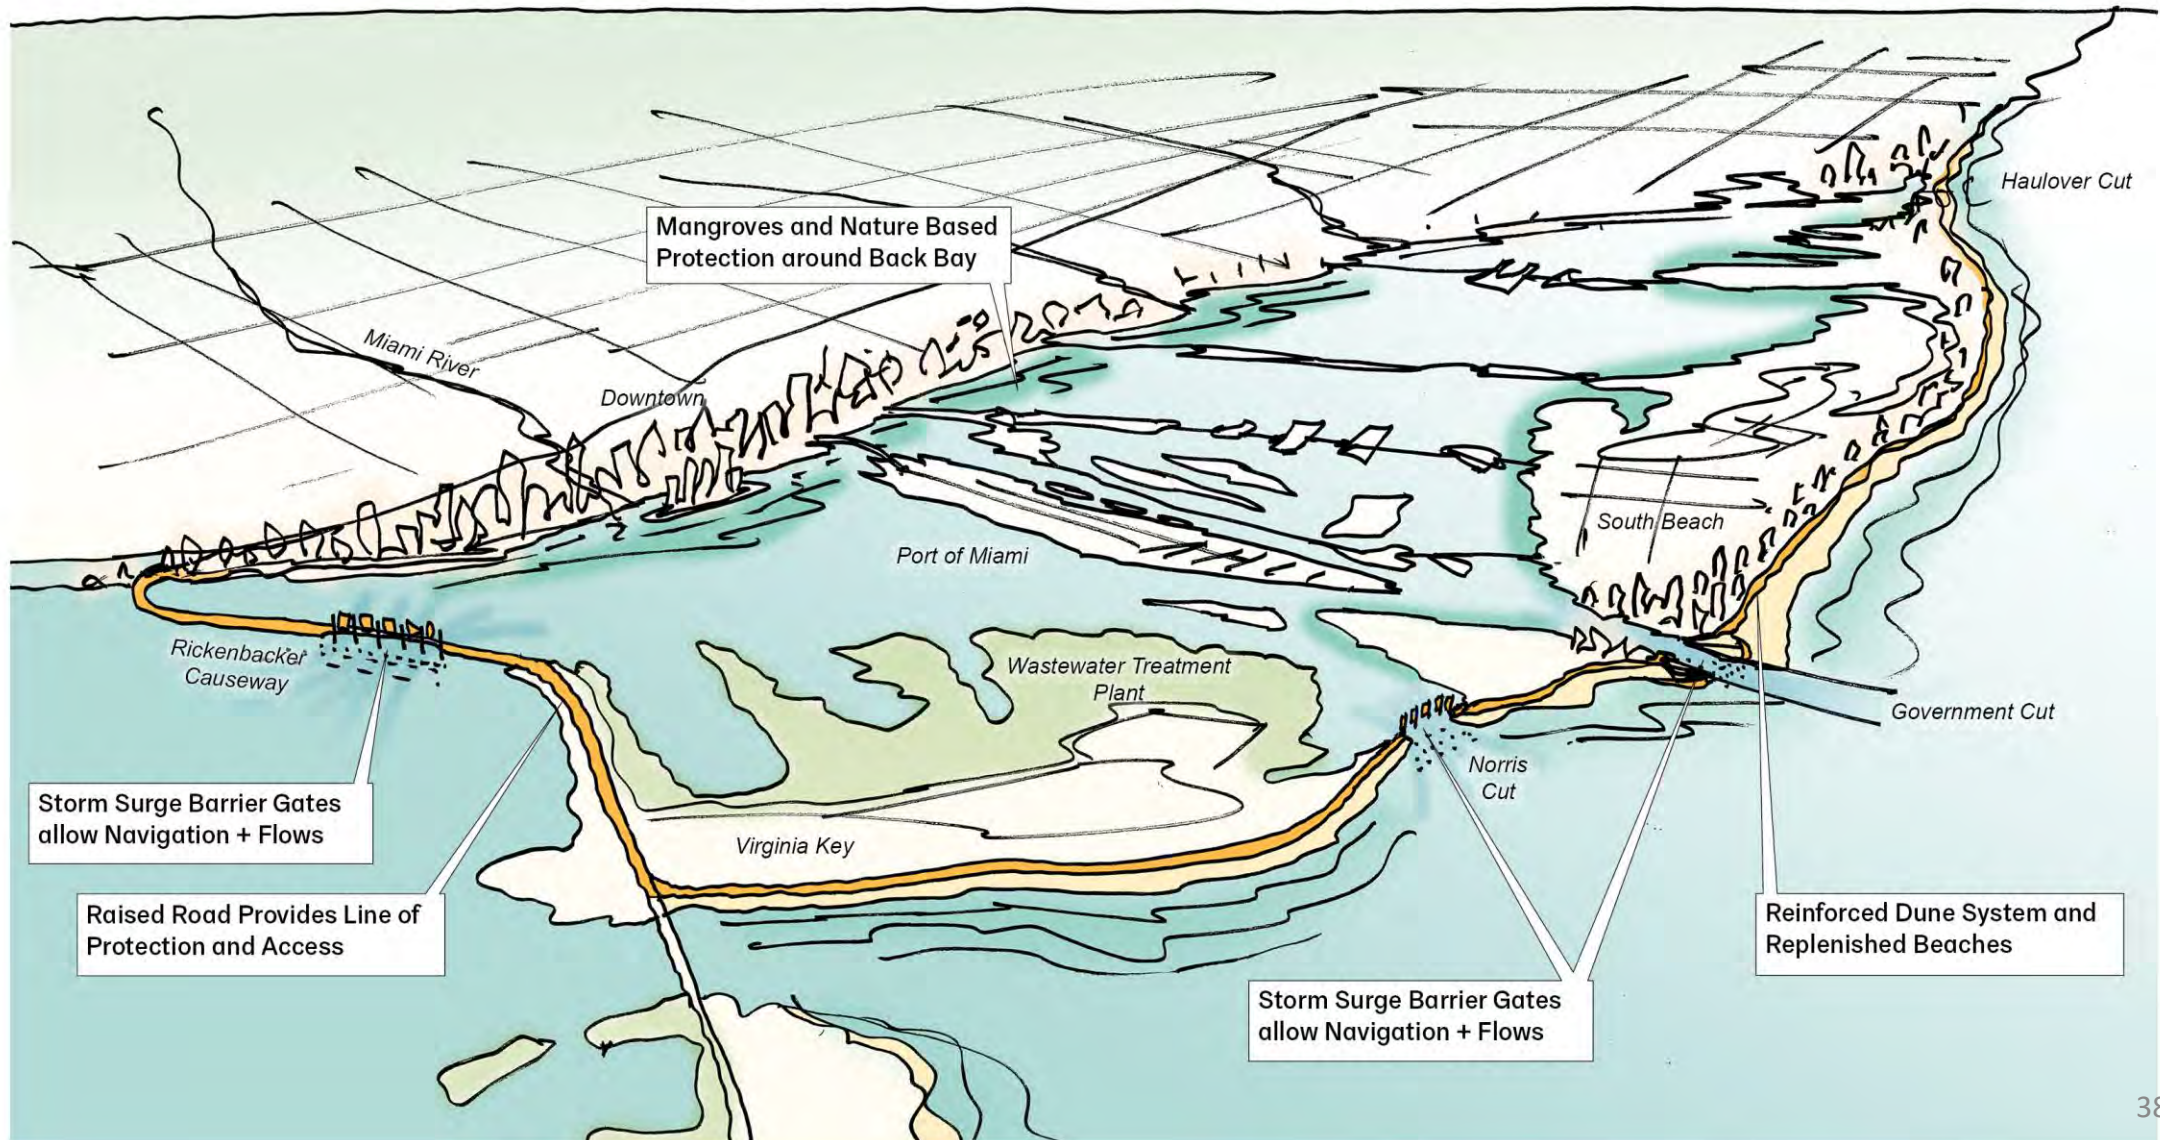 Haulover Cut
Mangroves and Nature Based
Protection around Back Bay
Miami River
Downtown
South Beach
Port of Miami
Rickenbacker
Causeway
Wastewater Treatment
Plant
Government Cut
Norris
Cut
Storm Surge Barrier Gates
allow Navigation + Flows
Virginia Key
Raised Road Provides Line of
Protection and Access
Reinforced Dune System and
Replenished Beaches
Storm Surge Barrier Gates
allow Navigation + Flows
38